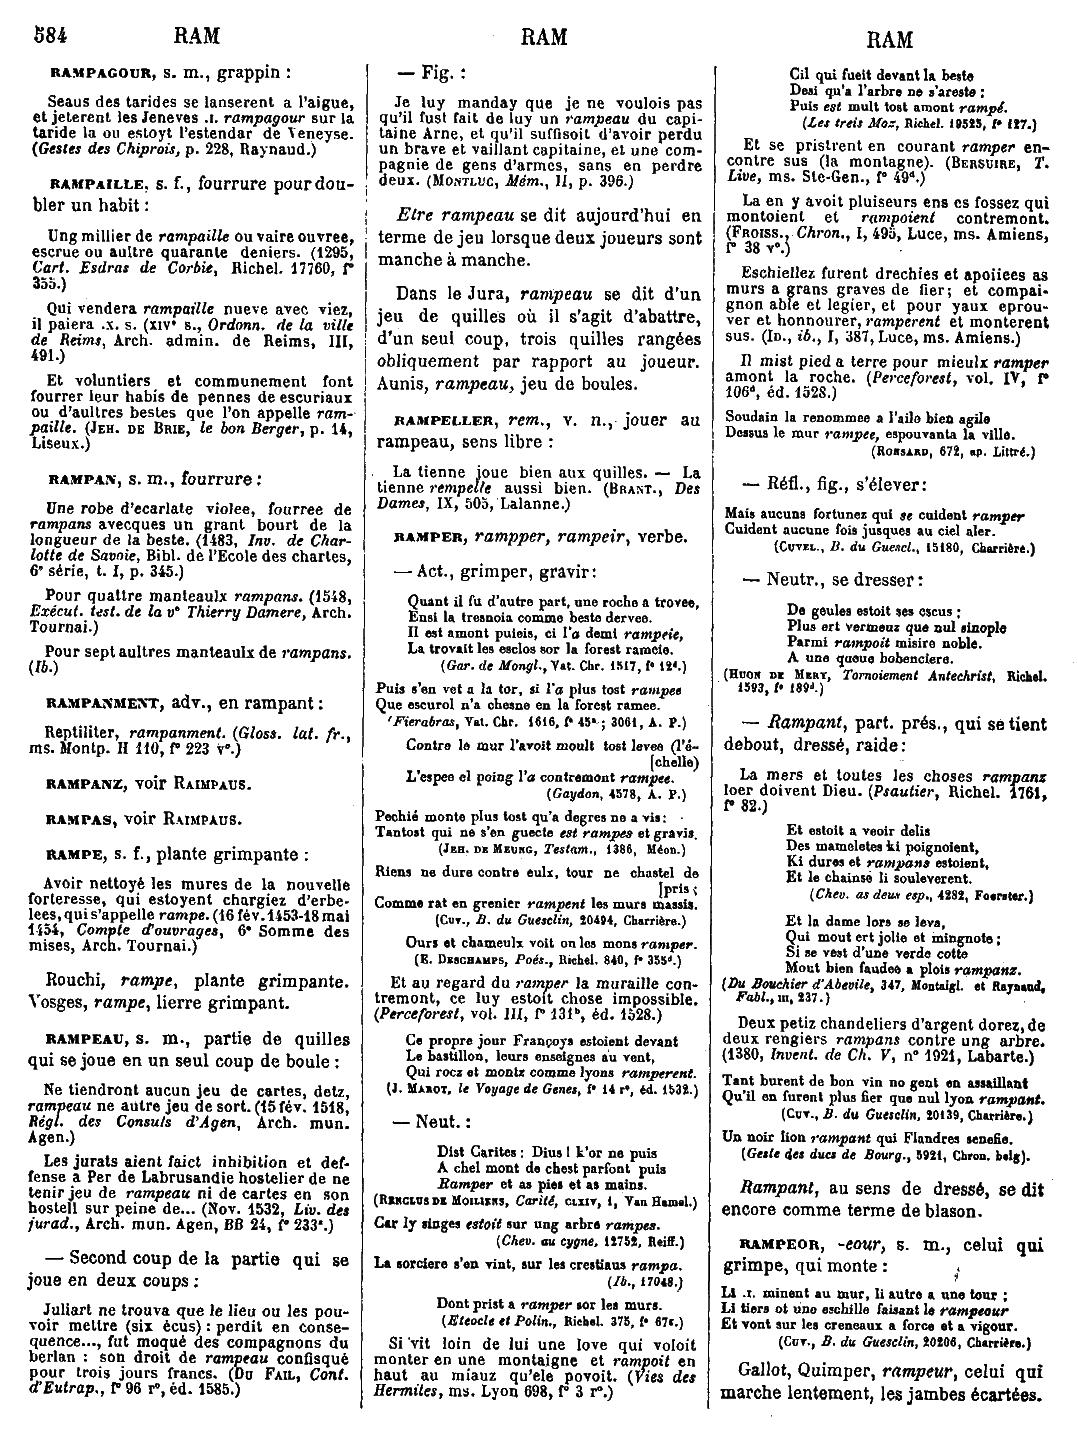 584 RAM RAM RAM
RAMPAGOUR, s. m., grappin :
Seaus des tarides se lanserent a l'aigue,
et jeterent les Jeneves .I. rampagour sur la
taride la ou estoyt l'estendar de Veneyse.
(Gestes des Chiprois, p. 228, Raynaud.)
RAMPAILLE, s. f., fourrure pour dou-
bler un habit :
Ung millier de rampaille ou vaire ouvree,
escrue ou aultre quarante deniers. (1295,
Cart. Esdras de Corbie, Richel. 17760, f°
355.)
Qui vendera rampaille nueve avec viez,
il paiera .x. s. (XIVe s., Ordonn. de la ville
de Reims, Arch. admin. de Reims, III,
491.)
Et voluntiers et communement font
fourrer leur habis de pennes de escuriaux
ou d'aultres bestes que l'on appelle ram-
paille. (JEH. DE BRIE, le bon Berger, p. 14,
Liseux.)
RAMPAN, s. m., fourrure :
Une robe d'ecarlate violee, fourree de
rampans avecques un grant bourt de la
longueur de la beste. (1483, Inv. de Char-
lotte de Savoie, Bibl. de l'Ecole des chartes,
6e série, t. I, p. 345.)
Pour quattre manteaulx rampans. (1548,
Exécut. test. de la ve Thierry Damere, Arch.
Tournai.)
Pour sept aultres manteaulx de rampans.
(Ib.)
RAMPANMENT, adv., en rampant :
Reptiliter, rampanment. (Gloss. lat. fr.,
ms. Montp. H 110, f° 223 v°.)
RAMPANZ, voir RAIMPAUS.
RAMPAS, voir RAIMPAUS.
RAMPE, s. f., plante grimpante :
Avoir nettoyé les mures de la nouvelle
forteresse, qui estoyent chargiez d'erbe-
lees, qui s'appelle rampe. (16 fév. 1453-18 mai
1454, Compte d'ouvrages, 6e Somme des
mises, Arch. Tournai.)
Rouchi, rampe, plante grimpante.
Vosges, rampe, lierre grimpant.
RAMPEAU, s. m., partie de quilles
qui se joue en un seul coup de boule :
Ne tiendront aucun jeu de cartes, detz,
rampeau ne autre jeu de sort. (15 fév. 1518,
Régl. des Consuls d'Agen, Arch. mun.
Agen.)
Les jurats aient faict inhibition et def-
fense a Per de Labrusandie hostelier de ne
tenir jeu de rampeau ni de cartes en son
hostell sur peine de... (Nov. 1532, Liv. des
jurad., Arch. mun. Agen, BB 24, f° 233a.)
— Second coup de la partie qui se
joue en deux coups :
Juliart ne trouva que le lieu ou les pou-
voir mettre (six écus) : perdit en conse-
quence..., fut moqué des compagnons du
berlan : son droit de rampeau confisqué
pour trois jours francs. (DU FAIL, Cont.
d'Eutrap., f° 96 r°, éd. 1585.)
— Fig. :
Je luy manday que je ne voulois pas
qu'il fust fait de luy un rampeau du capi-
taine Arne, et qu'il suffisoit d'avoir perdu
un brave et vaillant capitaine, et une com-
pagnie de gens d'armes, sans en perdre
deux. (MONTLUC, Mém., II, p. 396.)
Etre rampeau se dit aujourd'hui en
terme de jeu lorsque deux joueurs sont
manche à manche.
Dans le Jura, rampeau se dit d'un
jeu de quilles où il s'agit d'abattre,
d'un seul coup, trois quilles rangées
obliquement par rapport au joueur.
Aunis, rampeau, jeu de boules.
RAMPELLER, rem., v. n., jouer au
rampeau, sens libre :
La tienne joue bien aux quilles. — La
tienne rempelle aussi bien. (BRANT., Des
Dames, IX, 505, Lalanne.)
RAMPER, rampper, rampeir, verbe.
— Act., grimper, gravir :
Quant il fu d'autre part, une roche a trovee,
Ensi la tresnoia comme beste dervee.
Il est amont puieis, ci l'a demi rampeie,
La trovait les esclos sor la forest rameie.
(Gar. de Mongl., Vat. Chr. 1517, f° 12d.)
Puis s'en vet a la tor, si l'a plus tost rampee
Que escurol n'a chesne en la forest ramee.
(Fierabras, Vat. Chr. 1616, f° 45a; 3061, A. P.)
Contre le mur l'avoit moult tost levee (l'é-
[chelle)
L'espee el poing l'a contremont rampee.
(Gaydon, 4578, A. P.)
Pechié monte plus tost qu'a degres ne a vis :
Tantost qui ne s'en guecte est rampes et gravis.
(JEH. DE MEUNG, Testam., 1386, Méon.)
Riens ne dure contre eulx, tour ne chastel de
[pris ;
Comme rat en grenier rampent les murs massis.
(CUV., B. du Guesclin, 20494, Charrière.)
Ours et chameulx voit on les mons ramper.
(E. DESCHAMPS, Poés., Richel. 840, f° 355d.)
Et au regard du ramper la muraille con-
tremont, ce luy estoit chose impossible.
(Perceforest, vol. III, f° 131b, éd. 1528.)
Ce propre jour Françoys estoient devant
Le bastillon, leurs enseignes au vent,
Qui rocz et montz comme lyons ramperent.
(J. MAROT, le Voyage de Genes, f° 14 r°, éd. 1532.)
— Neut. :
Dist Carites : Dius ! k'or ne puis
A chel mont de chest parfont puis
Ramper et as pies et as mains.
(RENCLUS DE MOILIENS, Carité, CLXIV, 1, Van Hamel.)
Car ly singes estoit sur ung arbre rampes.
(Chev. au cygne, 12752, Reiff.)
La sorciere s'en vint, sur les crestiaus rampa.
(Ib., 17048.)
Dont prist a ramper sor les murs.
(Eteocle et Polin., Richel. 375, f° 67c.)
Si vit loin de lui une love qui voloit
monter en une montaigne et rampoit en
haut au miauz qu'ele povoit. (Vies des
Hermites, ms. Lyon 698, f° 3 r°.)
Cil qui fueit devant la beste
Desi qu'a l'arbre ne s'areste :
Puis est mult tost amont rampé.
(Les treis Moz, Richel. 19525, f° 127.)
Et se pristrent en courant ramper en-
contre sus (la montagne). (BERSUIRE, T.
Live, ms. Ste-Gen., f° 49d.)
La en y avoit pluiseurs ens es fossez qui
montoient et rampoient contremont.
(FROISS., Chron., I, 495, Luce, ms. Amiens,
f° 38 v°.)
Eschiellez furent drechies et apoiiees as
murs a grans graves de fier ; et compai-
gnon able et legier, et pour yaux eprou-
ver et honnourer, ramperent et monterent
sus. (ID., ib., I, 387, Luce, ms. Amiens.)
Il mist pied a terre pour mieulx ramper
amont la roche. (Perceforest, vol. IV, f°
106d, éd. 1528.)
Soudain la renommee a l'aile bien agile
Dessus le mur rampee, espouvanta la ville.
(RONSARD, 672, ap. Littré.)
— Réfl., fig., s'élever :
Mais aucuns fortunez qui se cuident ramper
Cuident aucune fois jusques au ciel aler.
(CUVEL., B. du Guescl., 15180, Charrière.)
— Neutr., se dresser :
De geules estoit ses escus ;
Plus ert vermeuz que nul sinople
Parmi rampoit misire noble.
A une queue bobenciere.
(HUON DE MERY, Tornoiement Antechrist, Richel.
1593, f° 189d.)
— Rampant, part. prés., qui se tient
debout, dressé, raide :
La mers et toutes les choses rampanz
loer doivent Dieu. (Psautier, Richel. 1761,
f° 82.)
Et estoit a veoir delis
Des mameletes ki poignoient,
Ki dures et rampans estoient,
Et le chainse li souleverent.
(Chev. as deus esp., 4282, Foerster.)
Et la dame lors se leva,
Qui mout ert jolie et mingnote ;
Si se vest d'une verde cotte
Mout bien faudee a plois rampanz.
(Du Bouchier d'Abevile, 347, Montaigl. et Raynaud,
Fabl., III, 237.)
Deux petiz chandeliers d'argent dorez, de
deux rengiers rampans contre ung arbre.
(1380, Invent. de Ch. V, n° 1921, Labarte.)
Tant burent de bon vin no gent en assaillant
Qu'il en furent plus fier que nul lyon rampant.
(CUV., B. du Guesclin, 20139, Charrière.)
Un noir lion rampant qui Flandres senefie.
(Geste des ducs de Bourg., 5921, Chron. belg).
Rampant, au sens de dressé, se dit
encore comme terme de blason.
RAMPEOR, -eour, s. m., celui qui
grimpe, qui monte :
Li .I. minent au mur, li autre a une tour ;
Li tiers ot une eschille faisant le rampeour
Et vont sur les creneaux a force et a vigour.
(CUV., B. du Guesclin, 20206, Charrière.)
Gallot, Quimper, rampeur, celui qui
marche lentement, les jambes écartées.